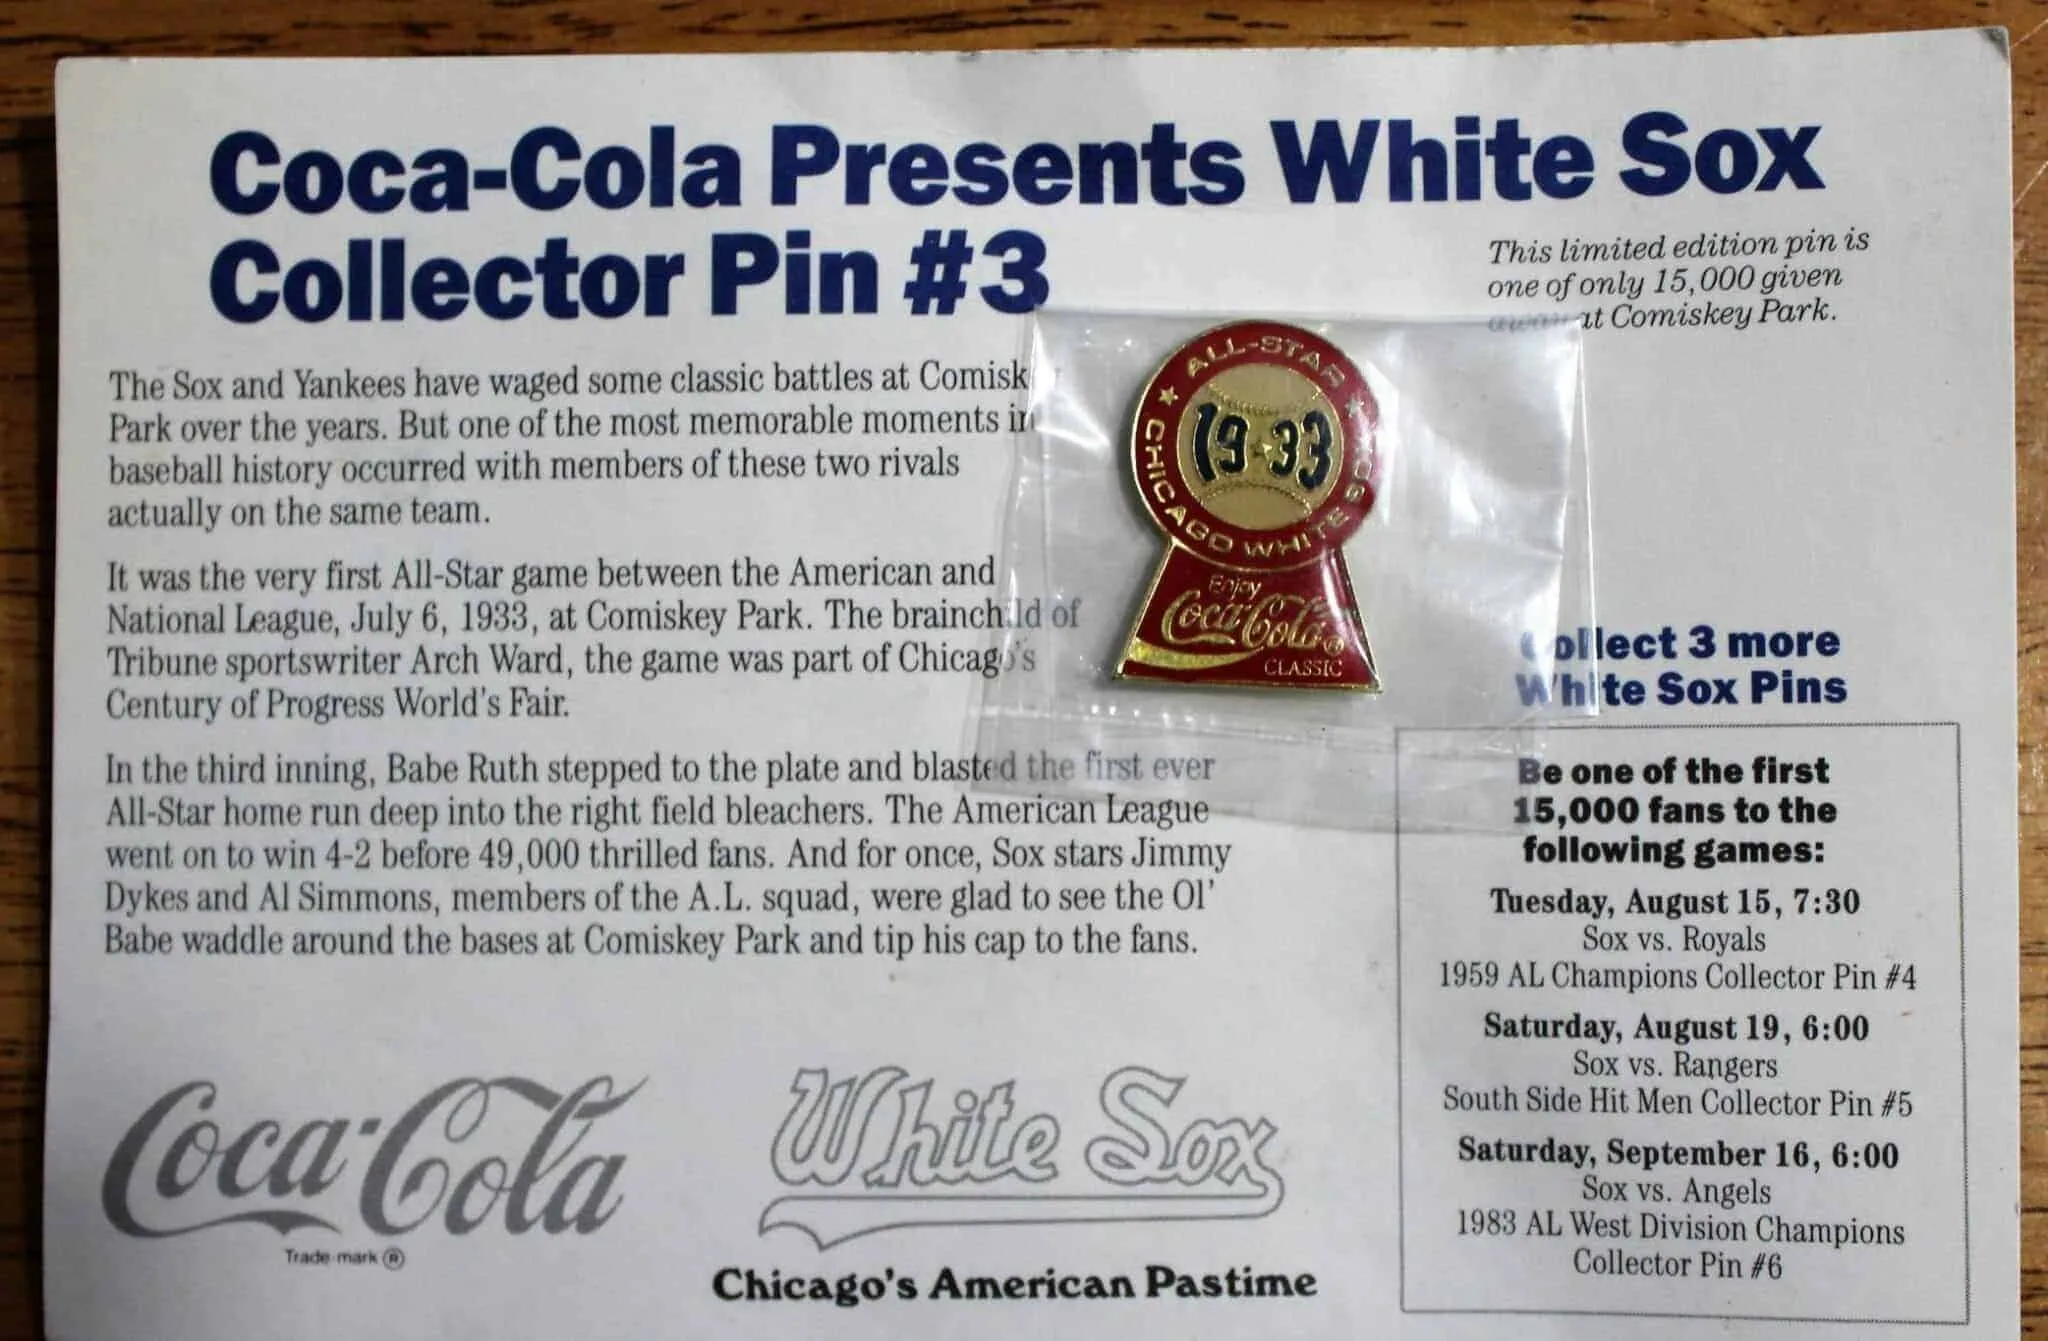 Coca-Cola Presents White Sox
Collector Pin #3
This limited edition pin is
one of only 15,000 given
away at Comiskey Park.
The Sox and Yankees have waged some classic battles at Comisk
Park over the years. But one of the most memorable moments in
baseball history occurred with members of these two rivals
actually on the same team.
It was the very first All-Star game between the American and
National League, July 6, 1933, at Comiskey Park. The brainchild of
Tribune sportswriter Arch Ward, the game was part of Chicago's
Century of Progress World's Fair.
In the third inning, Babe Ruth stepped to the plate and blasted the first ever
All-Star home run deep into the right field bleachers. The American League
went on to win 4-2 before 49,000 thrilled fans. And for once, Sox stars Jimmy
Dykes and Al Simmons, members of the A.L. squad, were glad to see the Ol'
Babe waddle around the bases at Comiskey Park and tip his cap to the fans.
ALL-STAR
1933
CHICAGO WHITE SOX
Enjoy
Coca-Cola®
CLASSIC
Collect 3 more
White Sox Pins
Be one of the first
15,000 fans to the
following games:
Tuesday, August 15, 7:30
Sox vs. Royals
1959 AL Champions Collector Pin #4
Saturday, August 19, 6:00
Sox vs. Rangers
South Side Hit Men Collector Pin #5
Saturday, September 16, 6:00
Sox vs. Angels
1983 AL West Division Champions
Collector Pin #6
Coca-Cola
Trade-mark ®
White Sox
Chicago's American Pastime